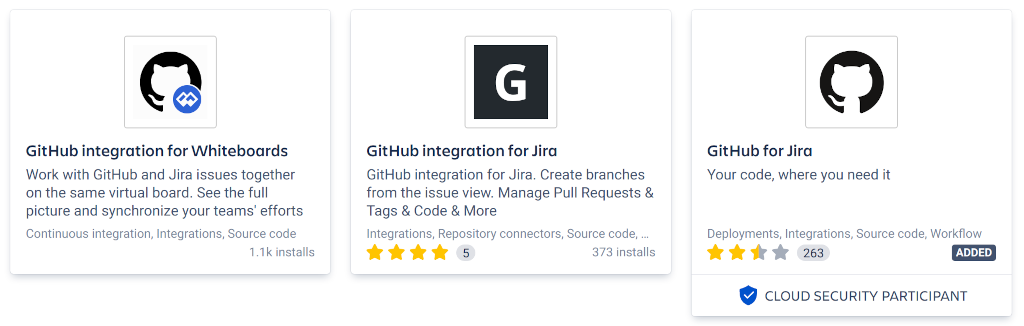 GitHub integration for Whiteboards
Work with GitHub and Jira issues together
on the same virtual board. See the full
picture and synchronize your teams' efforts
Continuous integration, Integrations, Source code
1.1k installs
G
GitHub integration for Jira
GitHub integration for Jira. Create branches
from the issue view. Manage Pull Requests &
Tags & Code & More
Integrations, Repository connectors, Source code, ...
5
373 installs
GitHub for Jira
Your code, where you need it
Deployments, Integrations, Source code, Workflow
263
ADDED
CLOUD SECURITY PARTICIPANT